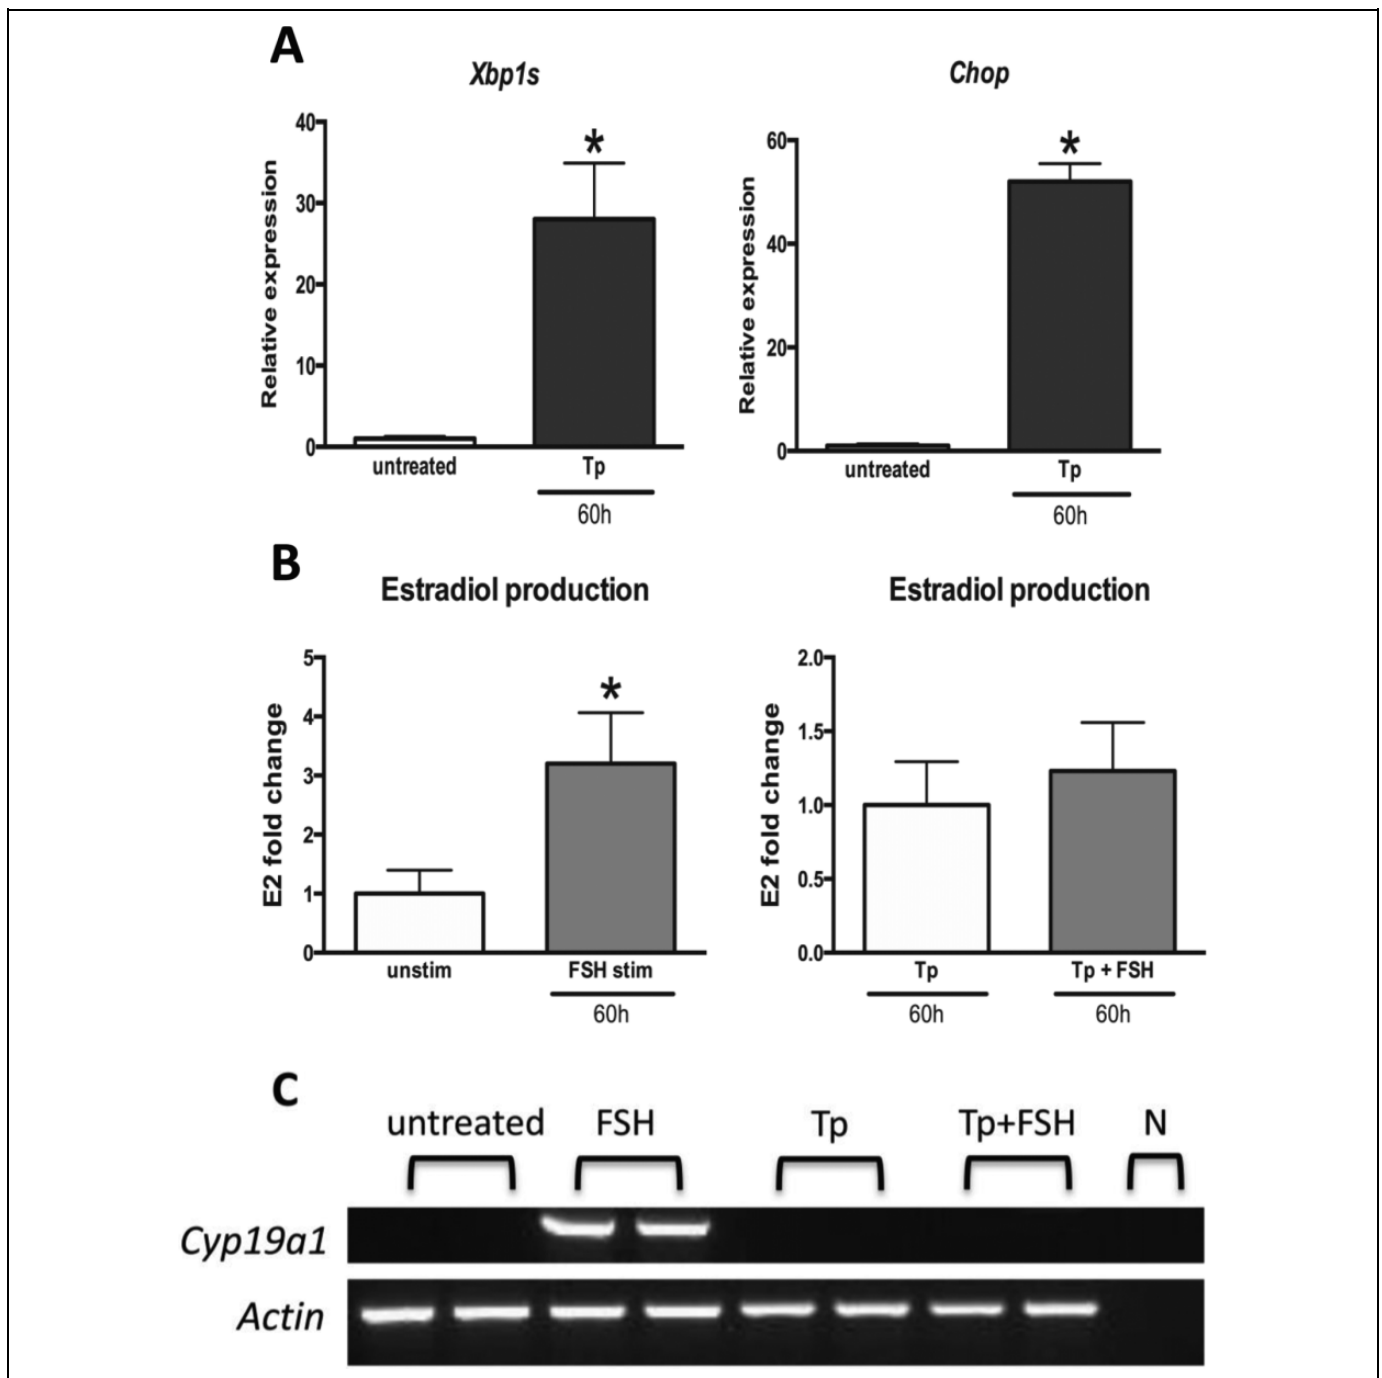 A
Xbp1s
Chop
Relative expression
40
30
20
10
0
*
untreated
Tp
60h
Relative expression
60
40
20
0
*
untreated
Tp
60h
B
Estradiol production
Estradiol production
E2 fold change
5
4
3
2
1
0
*
unstim
FSH stim
60h
E2 fold change
2.0
1.5
1.0
0.5
0.0
Tp
Tp + FSH
60h
60h
C
untreated FSH Tp Tp+FSH N
Cyp19a1
Actin